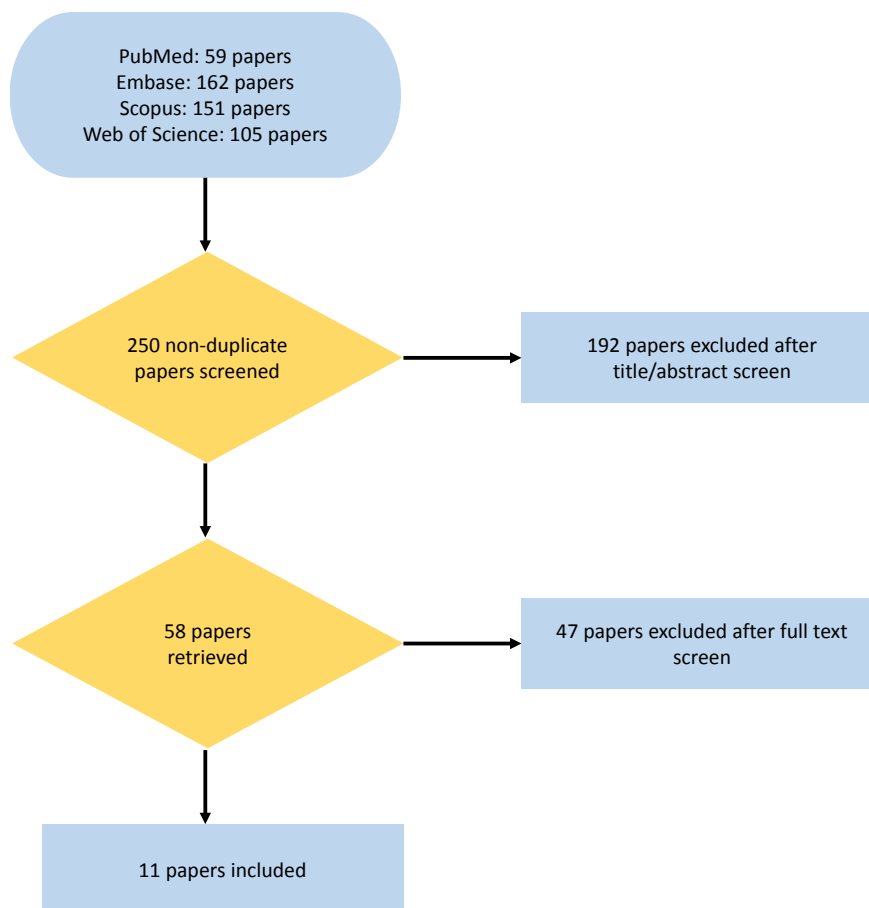 PubMed: 59 papers
Embase: 162 papers
Scopus: 151 papers
Web of Science: 105 papers
250 non-duplicate
papers screened
192 papers excluded after
title/abstract screen
58 papers
retrieved
47 papers excluded after full text
screen
11 papers included